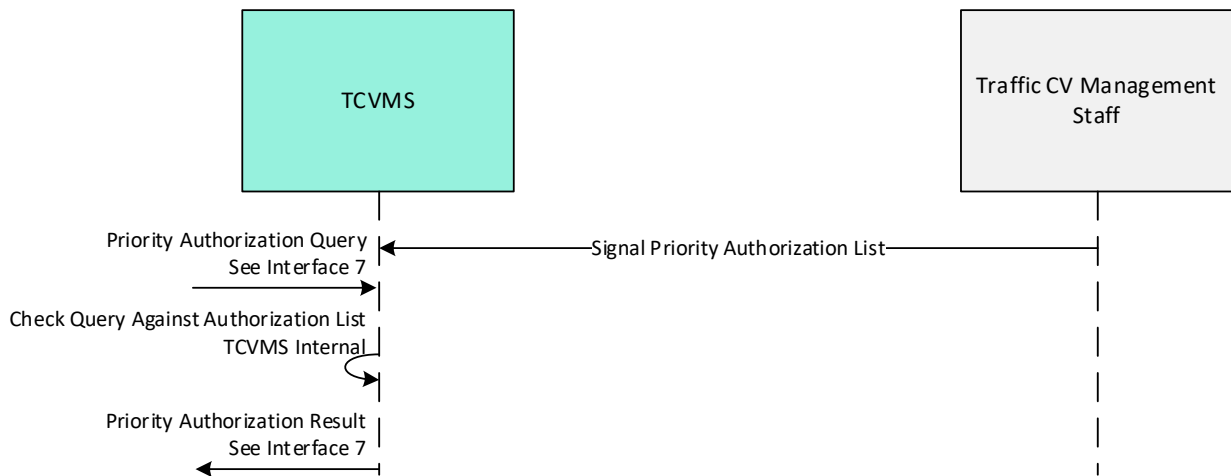 TCVMS
Traffic CV Management
Staff
Priority Authorization Query
See Interface 7
Signal Priority Authorization List
Check Query Against Authorization List
TCVMS Internal
Priority Authorization Result
See Interface 7